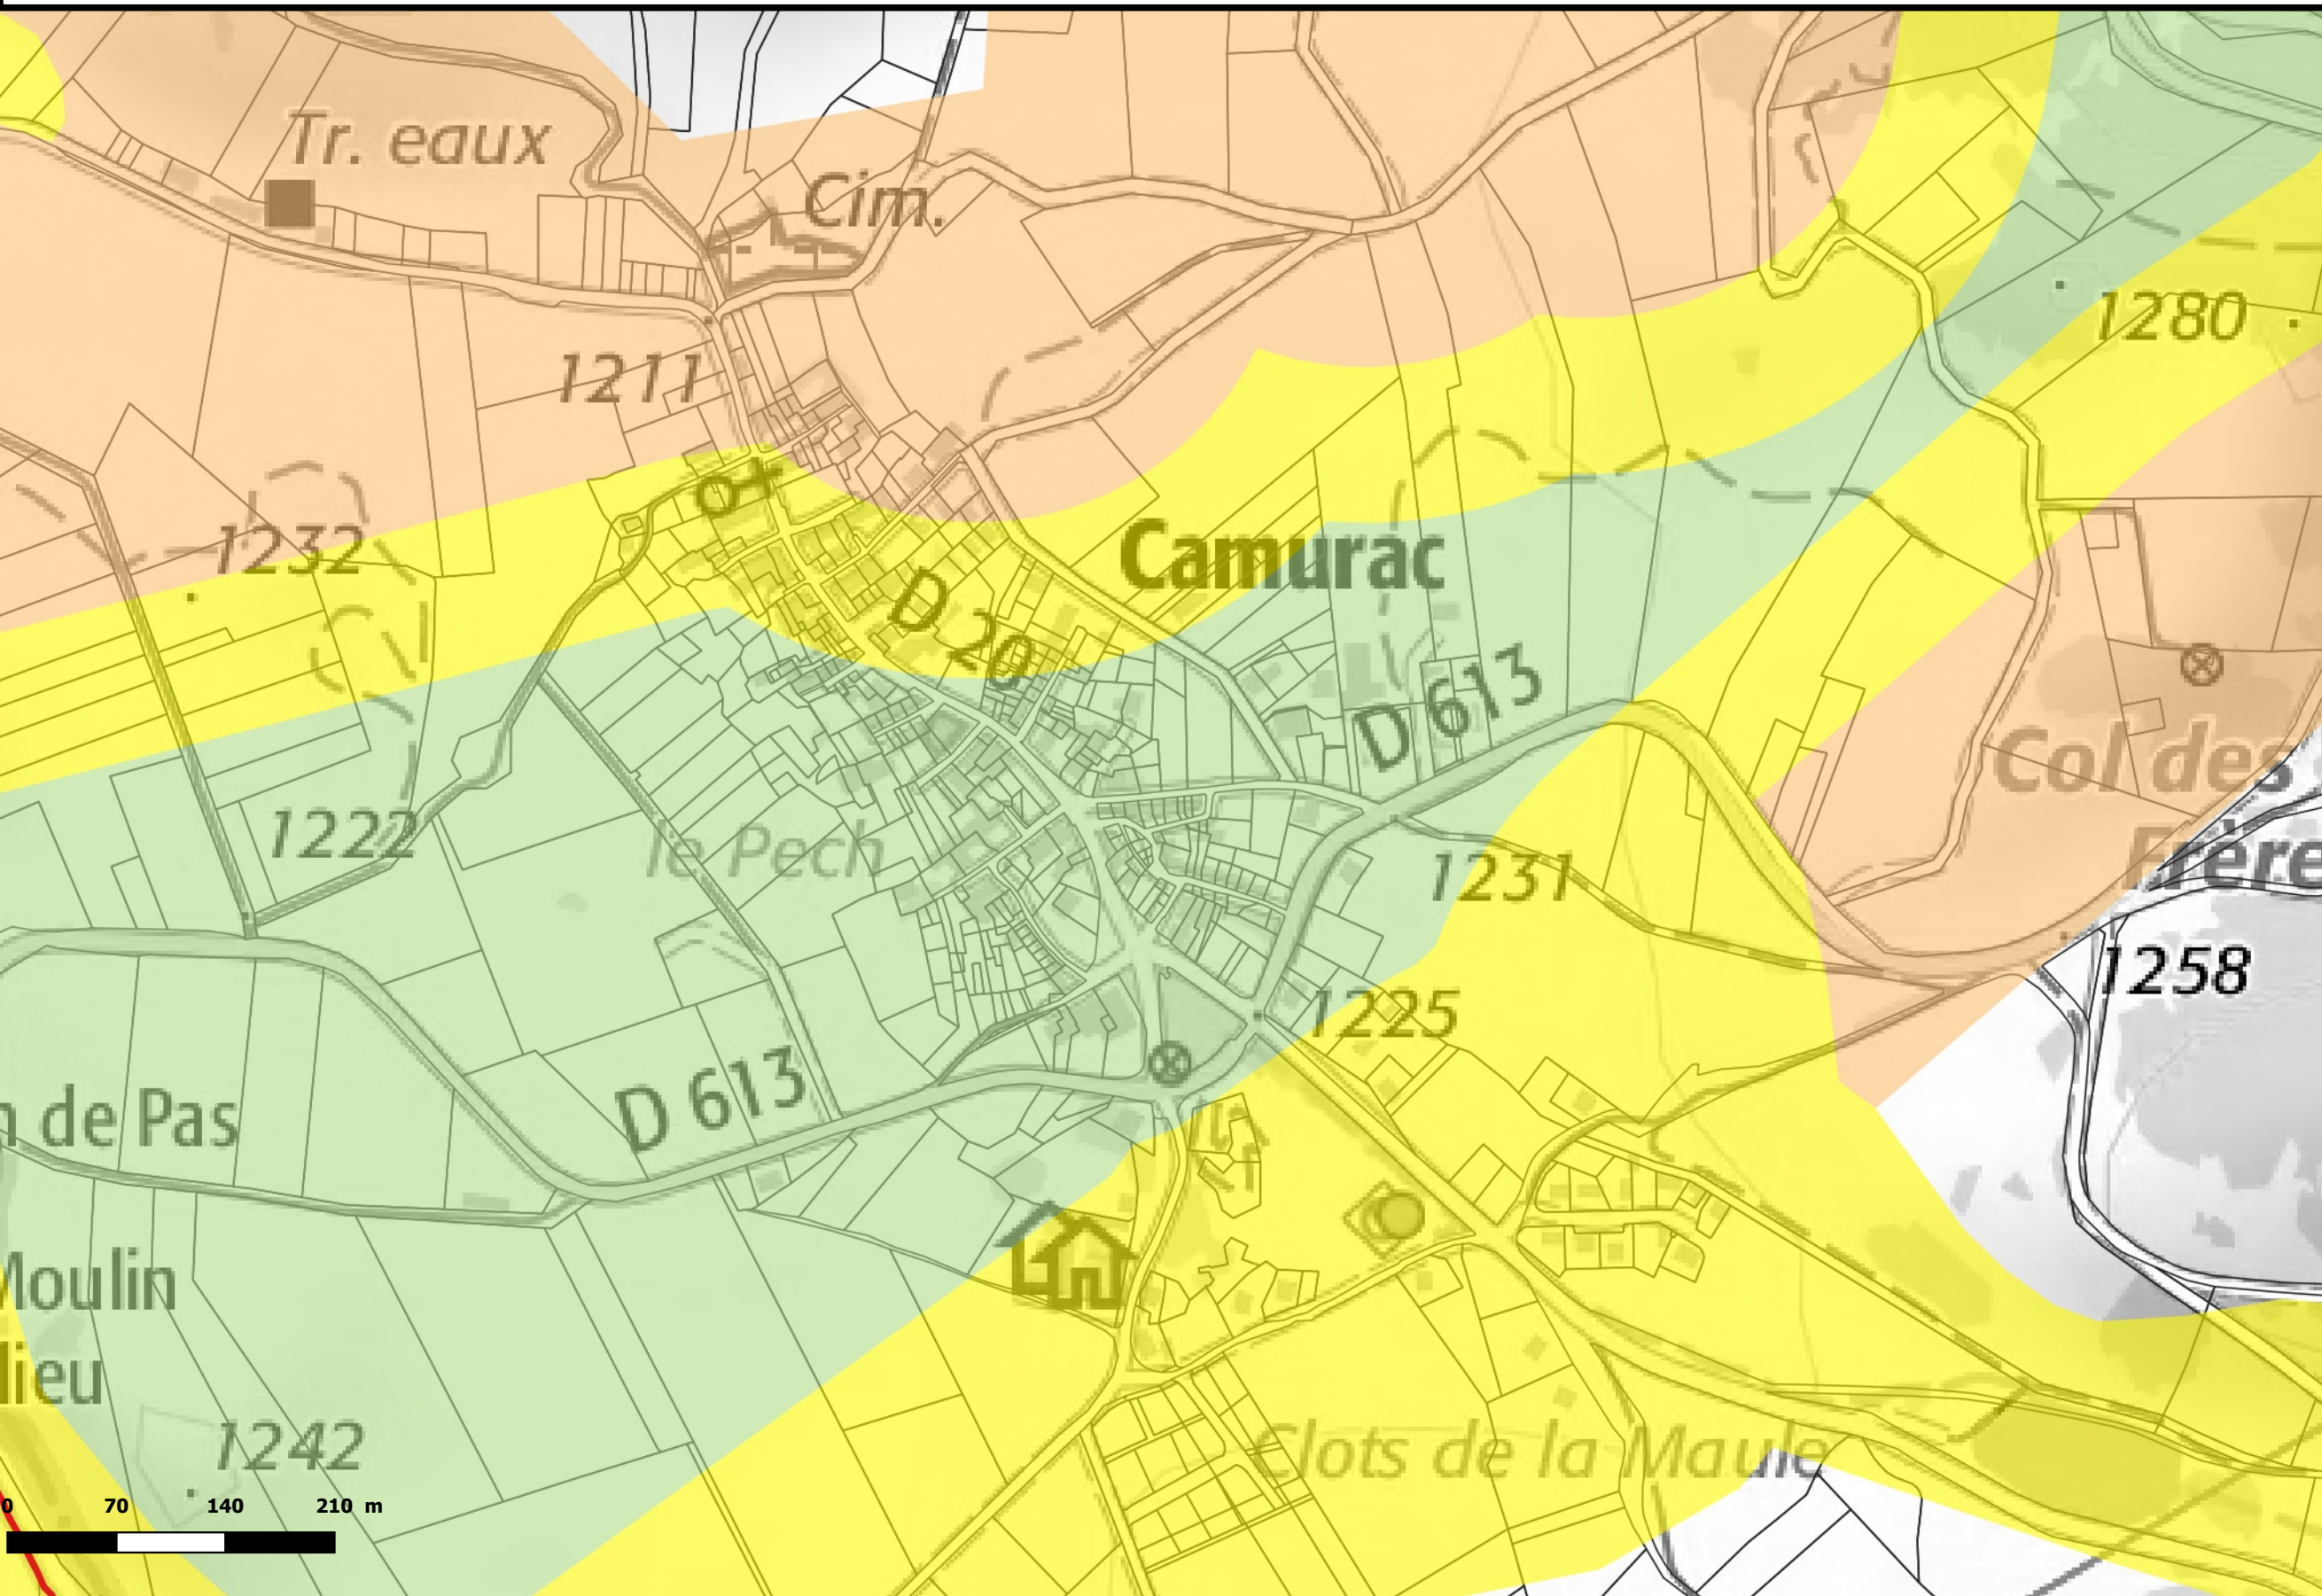 Tr. eaux
Cim.
1280
1211
1232
Camurac
D 20
D 613
Col des
Frère
1222
le Pech
1231
1258
1225
D 613
n de Pas
Moulin
lieu
1242
Clots de la Maule
0 70 140 210 m